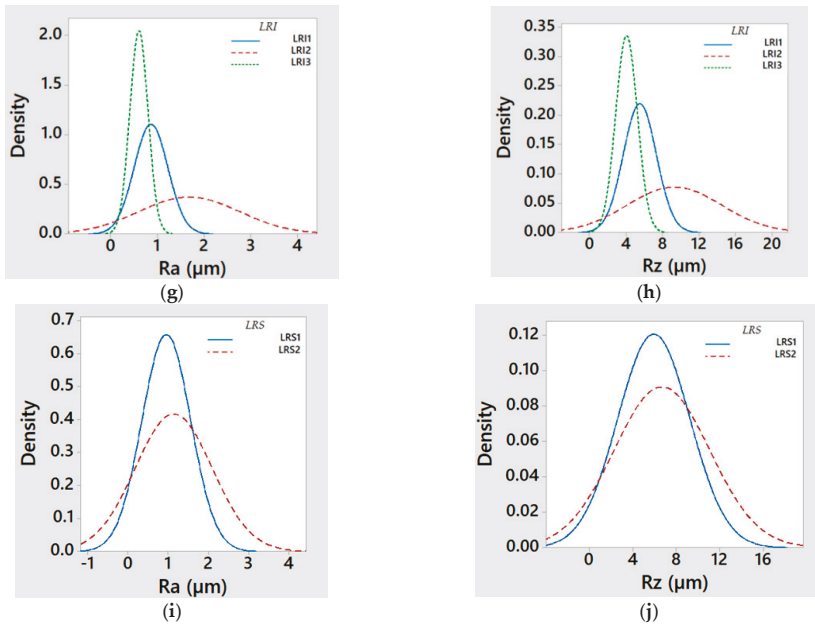 LRI
LRI1
LRI2
LRI3
2.0
1.5
1.0
0.5
0.0
Density
0 1 2 3 4
Ra (µm)
(g)
LRI
LRI1
LRI2
LRI3
0.35
0.30
0.25
0.20
0.15
0.10
0.05
0.00
Density
0 4 8 12 16 20
Rz (µm)
(h)
LRS
LRS1
LRS2
0.7
0.6
0.5
0.4
0.3
0.2
0.1
0.0
Density
-1 0 1 2 3 4
Ra (µm)
(i)
LRS
LRS1
LRS2
0.12
0.10
0.08
0.06
0.04
0.02
0.00
Density
0 4 8 12 16
Rz (µm)
(j)